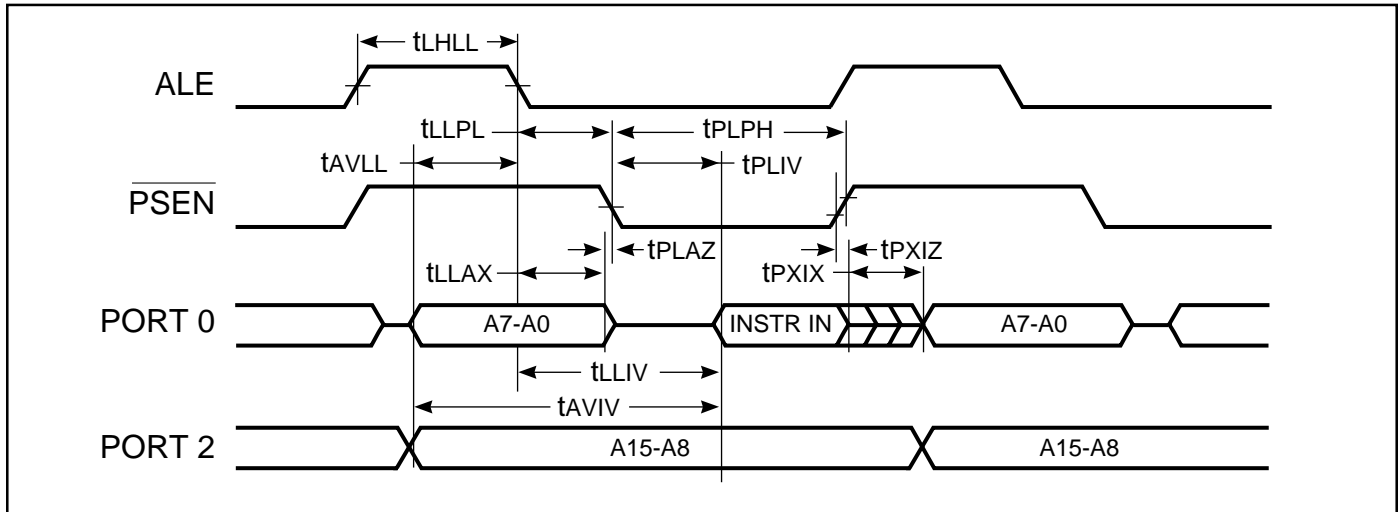 tLHLL
ALE
tLLPL tPLPH
tAVLL tPLIV
PSEN
tPLAZ tPXIZ
tLLAX tPXIX
PORT 0 A7-A0 INSTR IN A7-A0
tLLIV
tAVIV
PORT 2 A15-A8 A15-A8